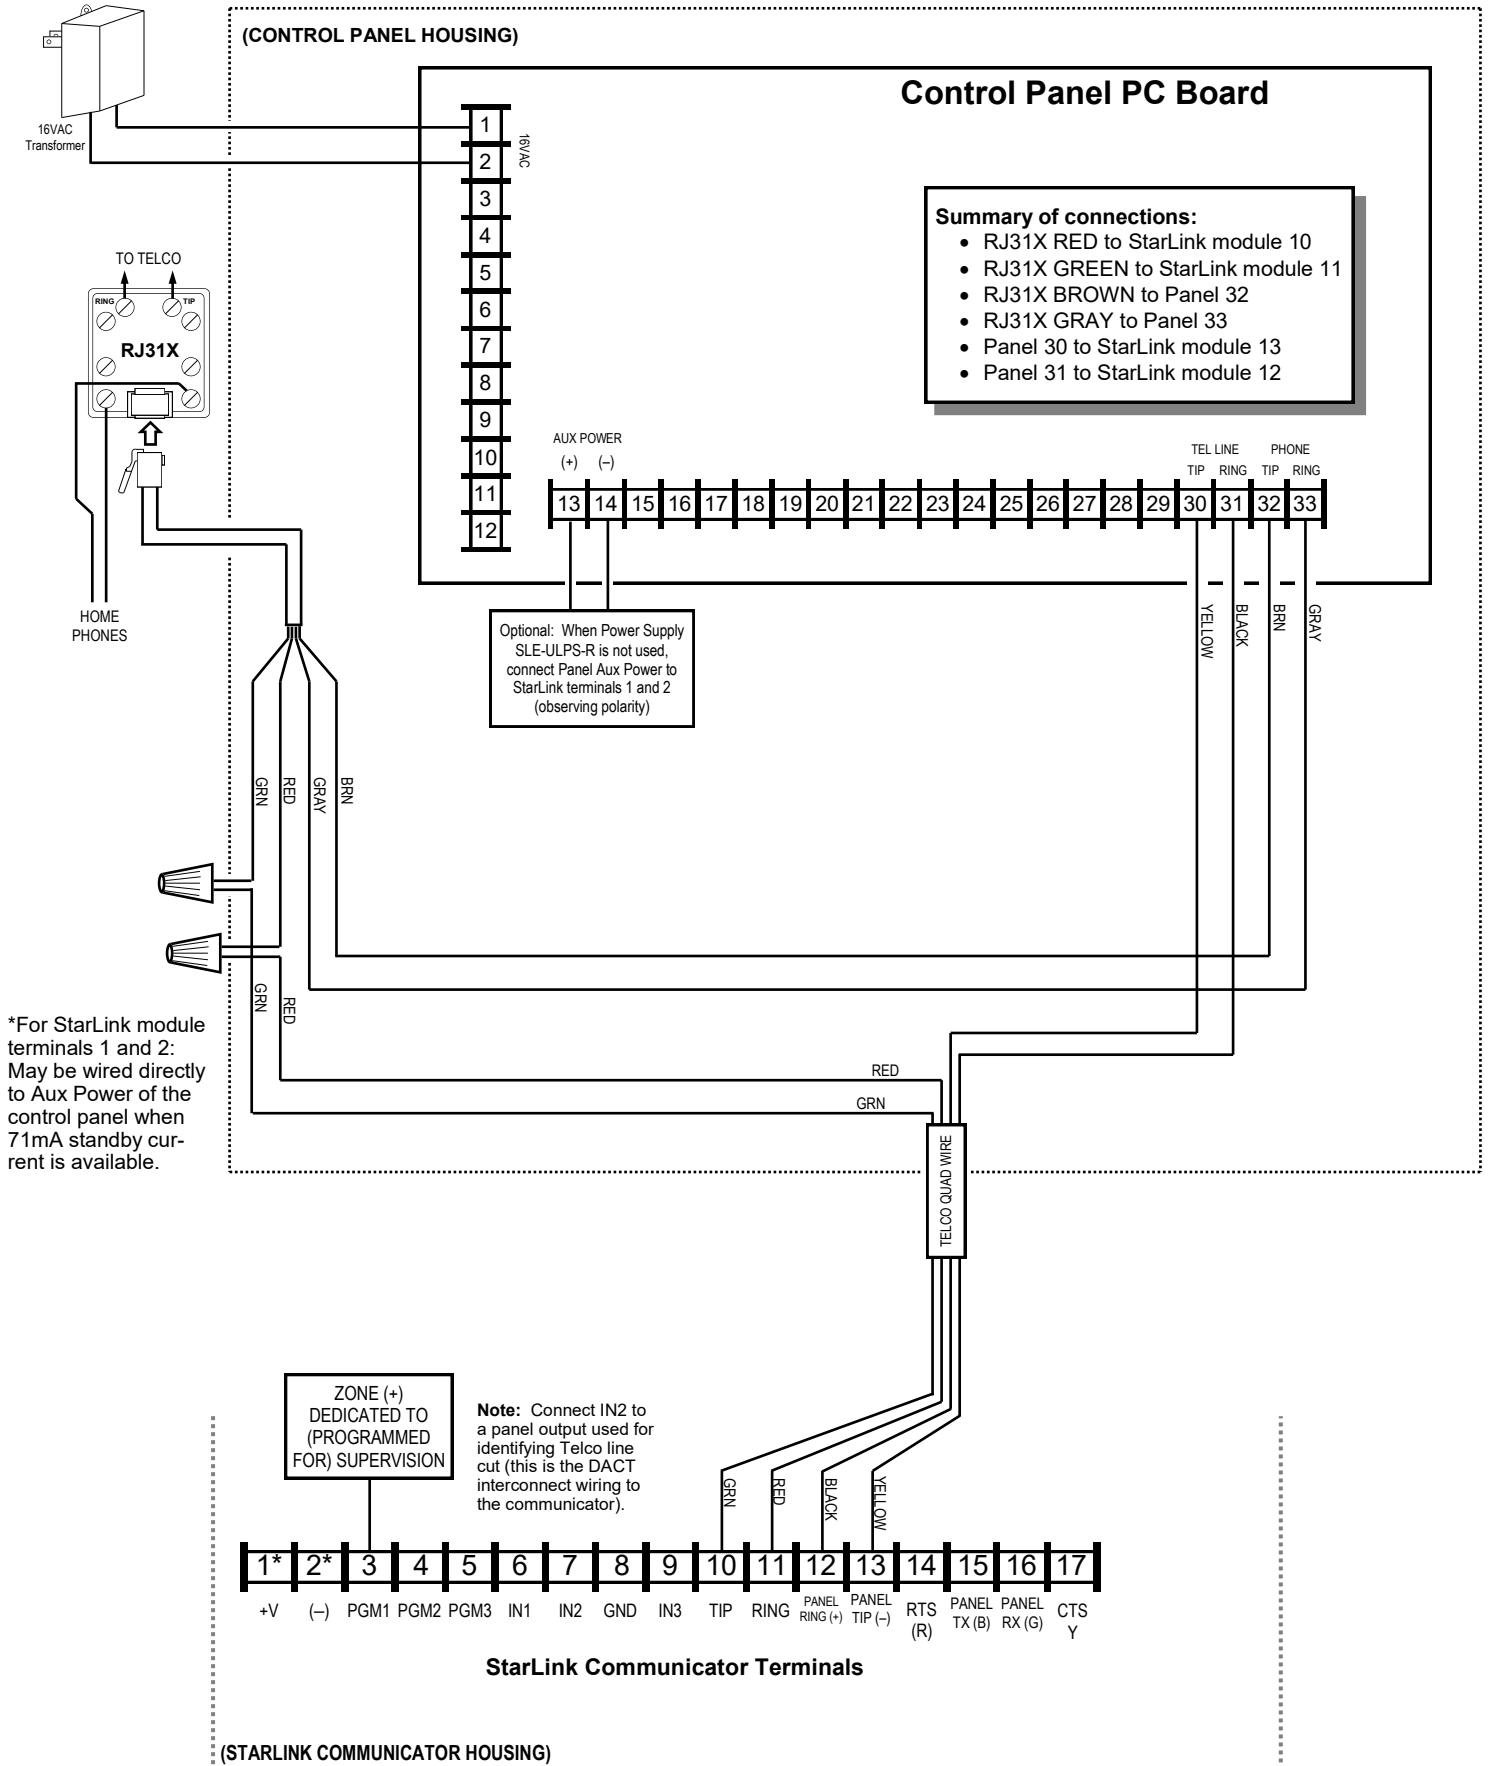 (CONTROL PANEL HOUSING)
Control Panel PC Board
16VAC
Transformer
1
2
3
4
5
6
7
8
9
10
11
12
16VAC
Summary of connections:
• RJ31X RED to StarLink module 10
• RJ31X GREEN to StarLink module 11
• RJ31X BROWN to Panel 32
• RJ31X GRAY to Panel 33
• Panel 30 to StarLink module 13
• Panel 31 to StarLink module 12
TO TELCO
RING
TIP
RJ31X
HOME
PHONES
AUX POWER
(+) (–)
TEL LINE PHONE
TIP RING TIP RING
13 14 15 16 17 18 19 20 21 22 23 24 25 26 27 28 29 30 31 32 33
Optional: When Power Supply
SLE-ULPS-R is not used,
connect Panel Aux Power to
StarLink terminals 1 and 2
(observing polarity)
YELLOW
BLACK
BRN
GRAY
GRN
RED
GRAY
BRN
GRN
RED
*For StarLink module
terminals 1 and 2:
May be wired directly
to Aux Power of the
control panel when
71mA standby cur-
rent is available.
RED
GRN
TELCO QUAD WIRE
ZONE (+)
DEDICATED TO
(PROGRAMMED
FOR) SUPERVISION
Note: Connect IN2 to
a panel output used for
identifying Telco line
cut (this is the DACT
interconnect wiring to
the communicator).
GRN
RED
BLACK
YELLOW
1* 2* 3 4 5 6 7 8 9 10 11 12 13 14 15 16 17
+V (–) PGM1 PGM2 PGM3 IN1 IN2 GND IN3 TIP RING
PANEL
RING (+)
PANEL
TIP (–)
RTS
(R)
PANEL
TX (B)
PANEL
RX (G)
CTS
Y
StarLink Communicator Terminals
(STARLINK COMMUNICATOR HOUSING)